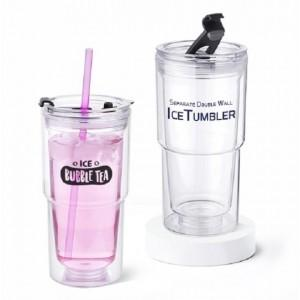 ICE
BUBBLE TEA
SEPARATE DOUBLE WALL
ICETUMBLER